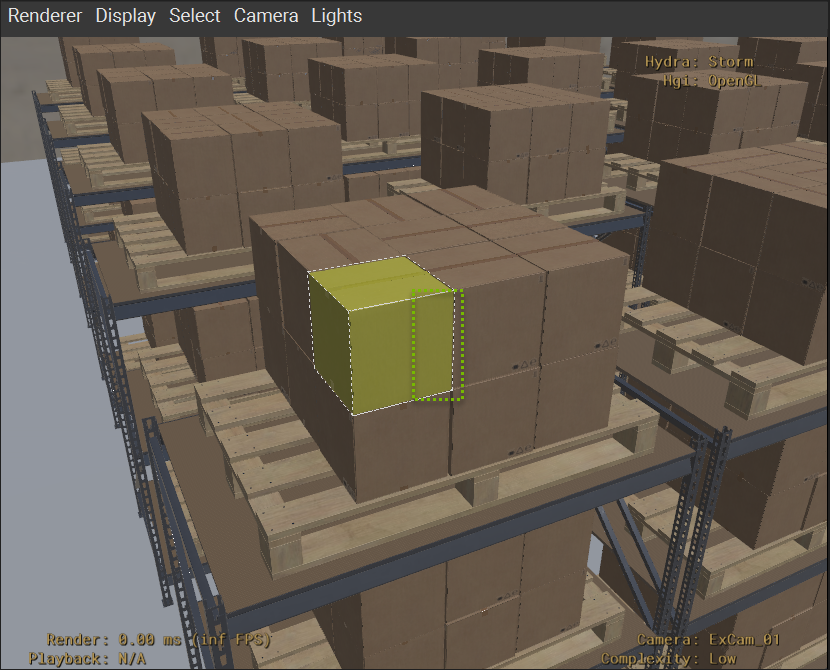 Renderer Display Select Camera Lights
Hydra: Storm
Hgi: OpenGL
Render: 0.00 ms (inf FPS)
Playback: N/A
Camera: ExCam_01
Complexity: Low